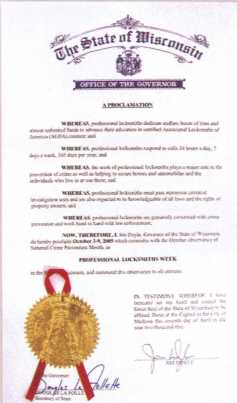 The State of Wisconsin
OFFICE OF THE GOVERNOR
A PROCLAMATION
WHEREAS, professional locksmiths dedicate endless hours of time and
almost unlimited funds to advance their education in certified Associated Locksmiths of
America (ALOA) courses; and
WHEREAS, professional locksmiths respond to calls 24 hours a day, 7
days a week, 365 days per year; and
WHEREAS, the work of professional locksmiths plays a major role in the
prevention of crime as well as helping to secure homes and automobiles and the
individuals who live in or use them; and
WHEREAS, professional locksmiths must pass extensive criminal
investigation tests and are also expected to be knowledgeable of all laws and the rights of
property owners; and
WHEREAS, professional locksmiths are genuinely concerned with crime
prevention and work hand in hand with law enforcement;
NOW, THEREFORE, I, Jim Doyle, Governor of the State of Wisconsin
do hereby proclaim October 2-8, 2005 which coincides with the October observance of
National Crime Prevention Month, as
PROFESSIONAL LOCKSMITHS WEEK
in the State of Wisconsin, and commend this observance to all citizens.
IN TESTIMONY WHEREOF, I have
hereunto set my hand and caused the
Great Seal of the State of Wisconsin to be
affixed. Done at the Capitol in the City of
Madison this day of in the
year two thousand five.
JIM DOYLE
By the Governor:
Douglas La Follette
DOUGLAS LA FOLLETTE
Secretary of State